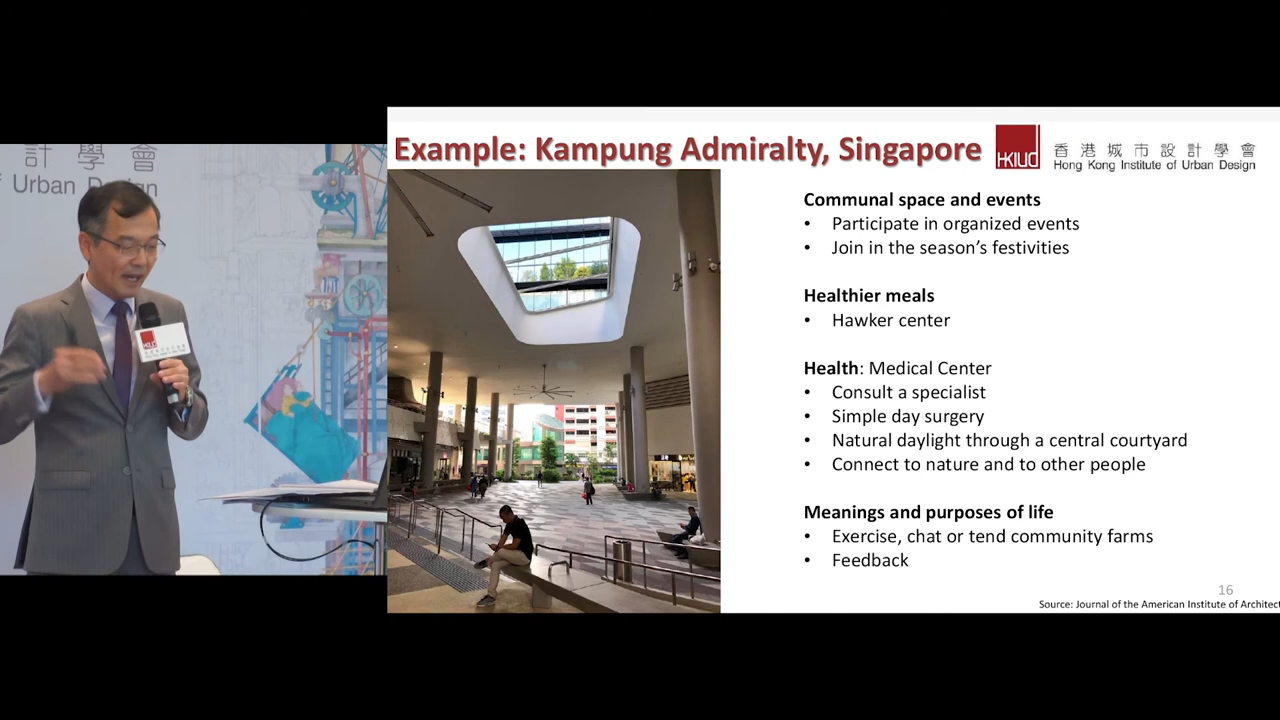 計 學 會
Urban Design
HKIUD
Example: Kampung Admiralty, Singapore
HKIUD
香 港 城 市 設 計 學 會
Hong Kong Institute of Urban Design
Communal space and events
• Participate in organized events
• Join in the season’s festivities
Healthier meals
• Hawker center
Health: Medical Center
• Consult a specialist
• Simple day surgery
• Natural daylight through a central courtyard
• Connect to nature and to other people
Meanings and purposes of life
• Exercise, chat or tend community farms
• Feedback
16
Source: Journal of the American Institute of Architect